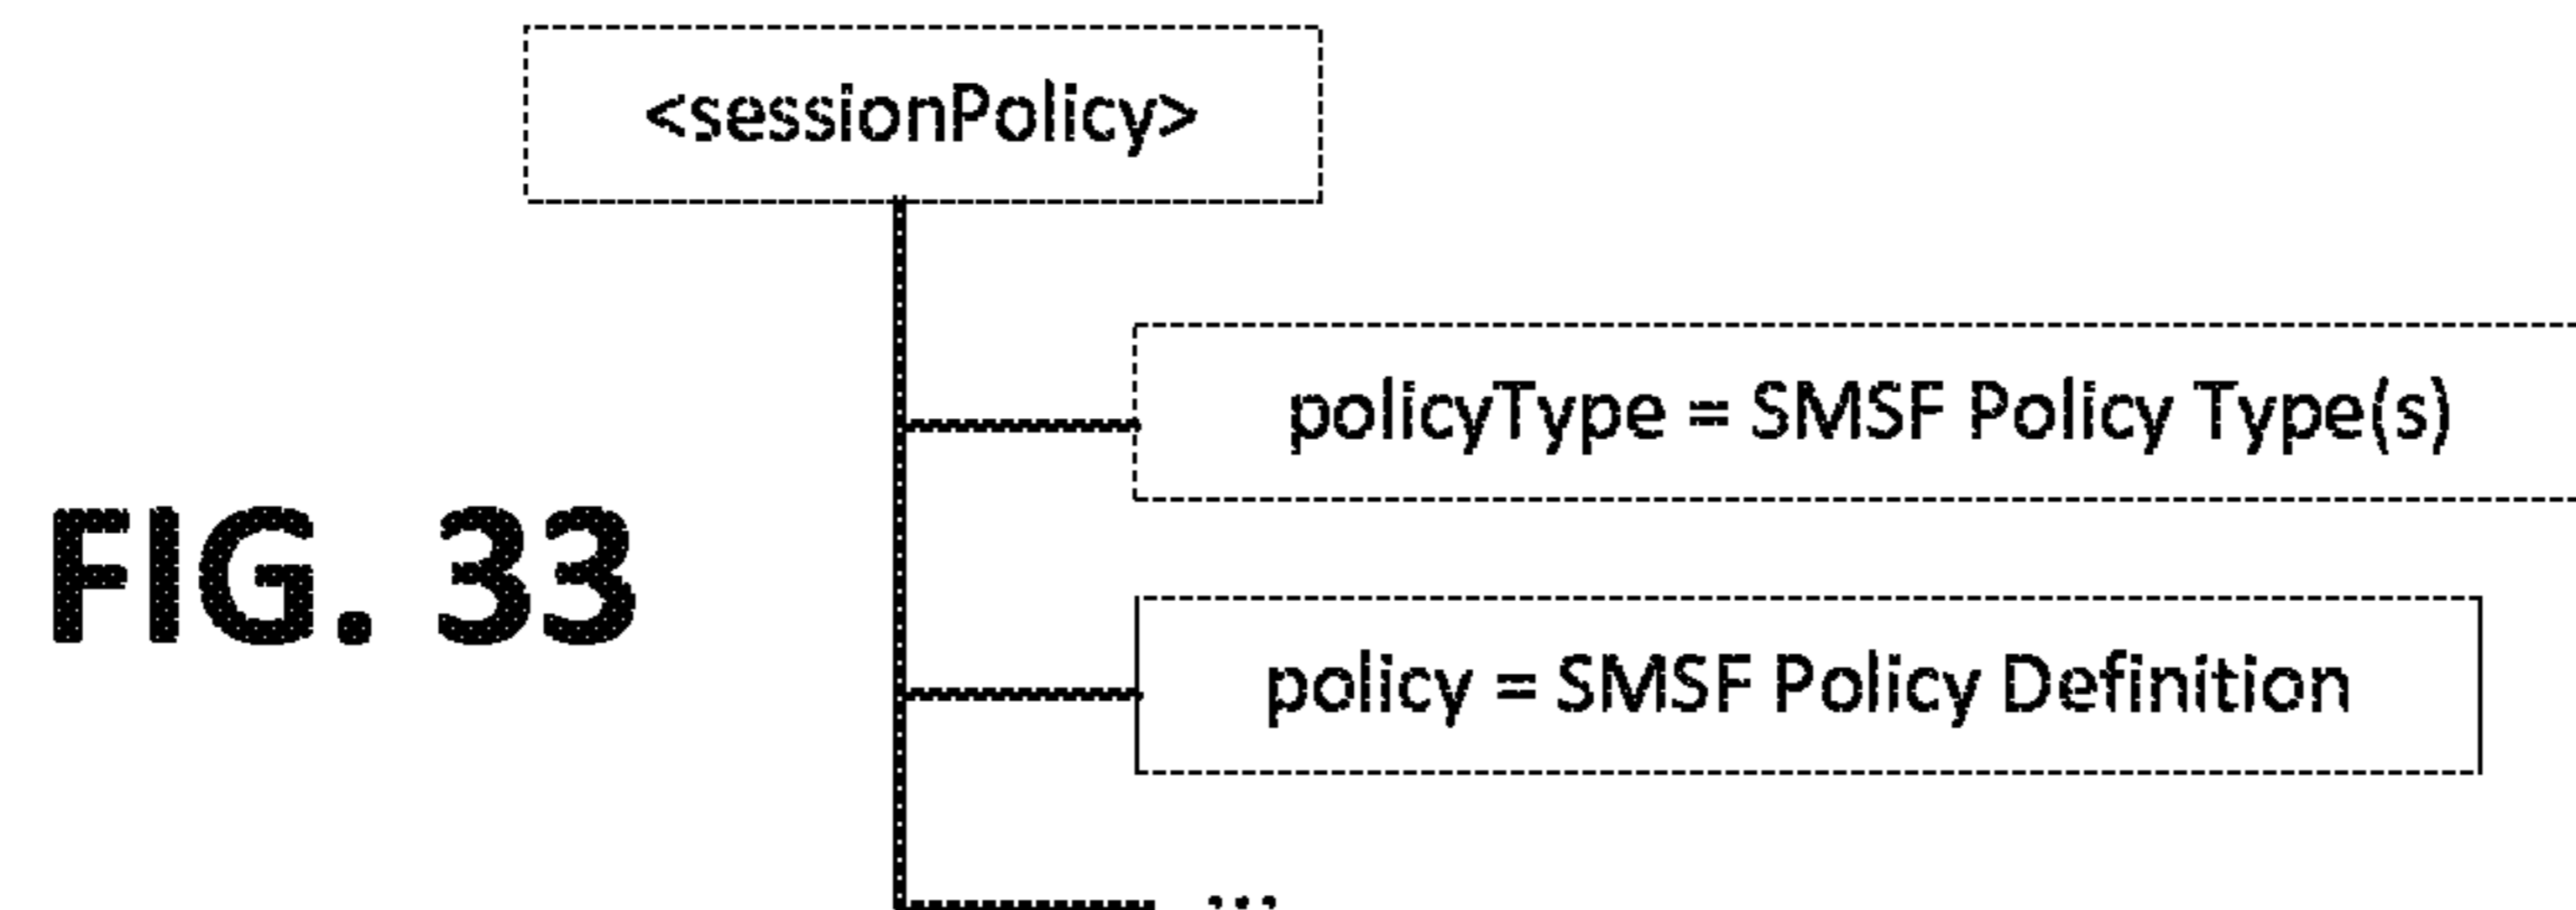 <sessionPolicy>
policyType = SMSF Policy Type(s)
FIG. 33
policy = SMSF Policy Definition
...